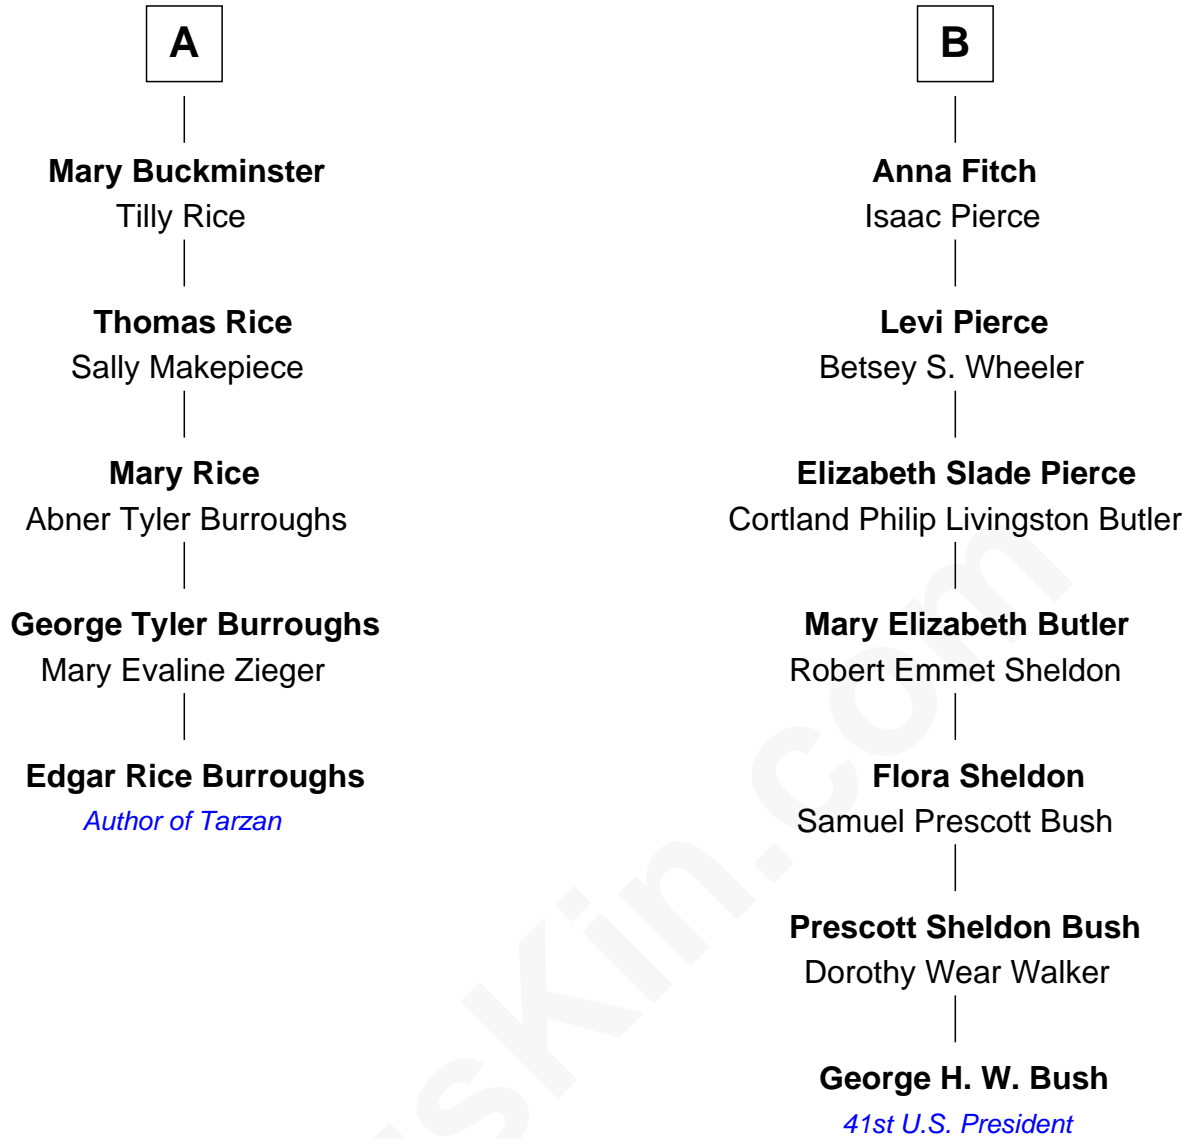 A
Mary Buckminster
Tilly Rice
Thomas Rice
Sally Makepiece
Mary Rice
Abner Tyler Burroughs
George Tyler Burroughs
Mary Evaline Zieger
Edgar Rice Burroughs
Author of Tarzan
B
Anna Fitch
Isaac Pierce
Levi Pierce
Betsey S. Wheeler
Elizabeth Slade Pierce
Cortland Philip Livingston Butler
Mary Elizabeth Butler
Robert Emmet Sheldon
Flora Sheldon
Samuel Prescott Bush
Prescott Sheldon Bush
Dorothy Wear Walker
George H. W. Bush
41st U.S. President
sKin.com